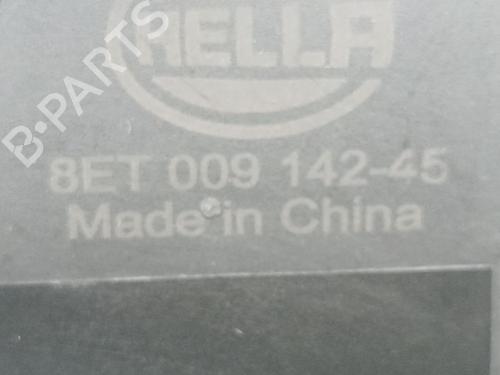 HELLA
B-PARTS
8ET 009 142-45
Made in China